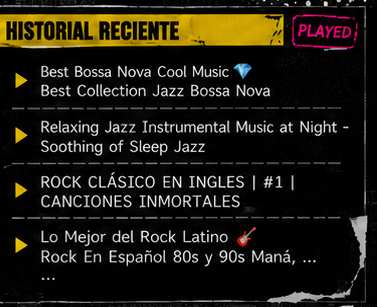 HISTORIAL RECIENTE
PLAYED
Best Bossa Nova Cool Music 💎
Best Collection Jazz Bossa Nova
Relaxing Jazz Instrumental Music at Night -
Soothing of Sleep Jazz
ROCK CLÁSICO EN INGLES | #1 |
CANCIONES INMORTALES
Lo Mejor del Rock Latino 🎸
Rock En Español 80s y 90s Maná, ...
...